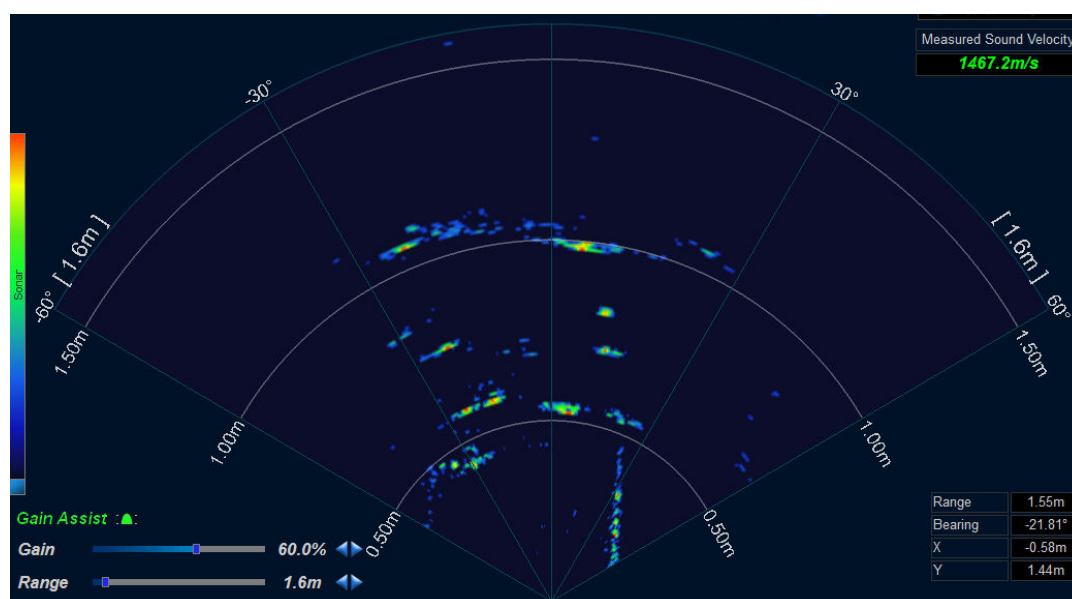 Measured Sound Velocity
1467.2m/s
-30°
30°
[ 1.6m ]
[ 1.6m ]
-60°
60°
1.50m
1.50m
Sonar
1.00m
1.00m
0.50m
0.50m
Gain Assist
Gain 60.0%
Range 1.6m
Range 1.55m
Bearing -21.81°
X -0.58m
Y 1.44m